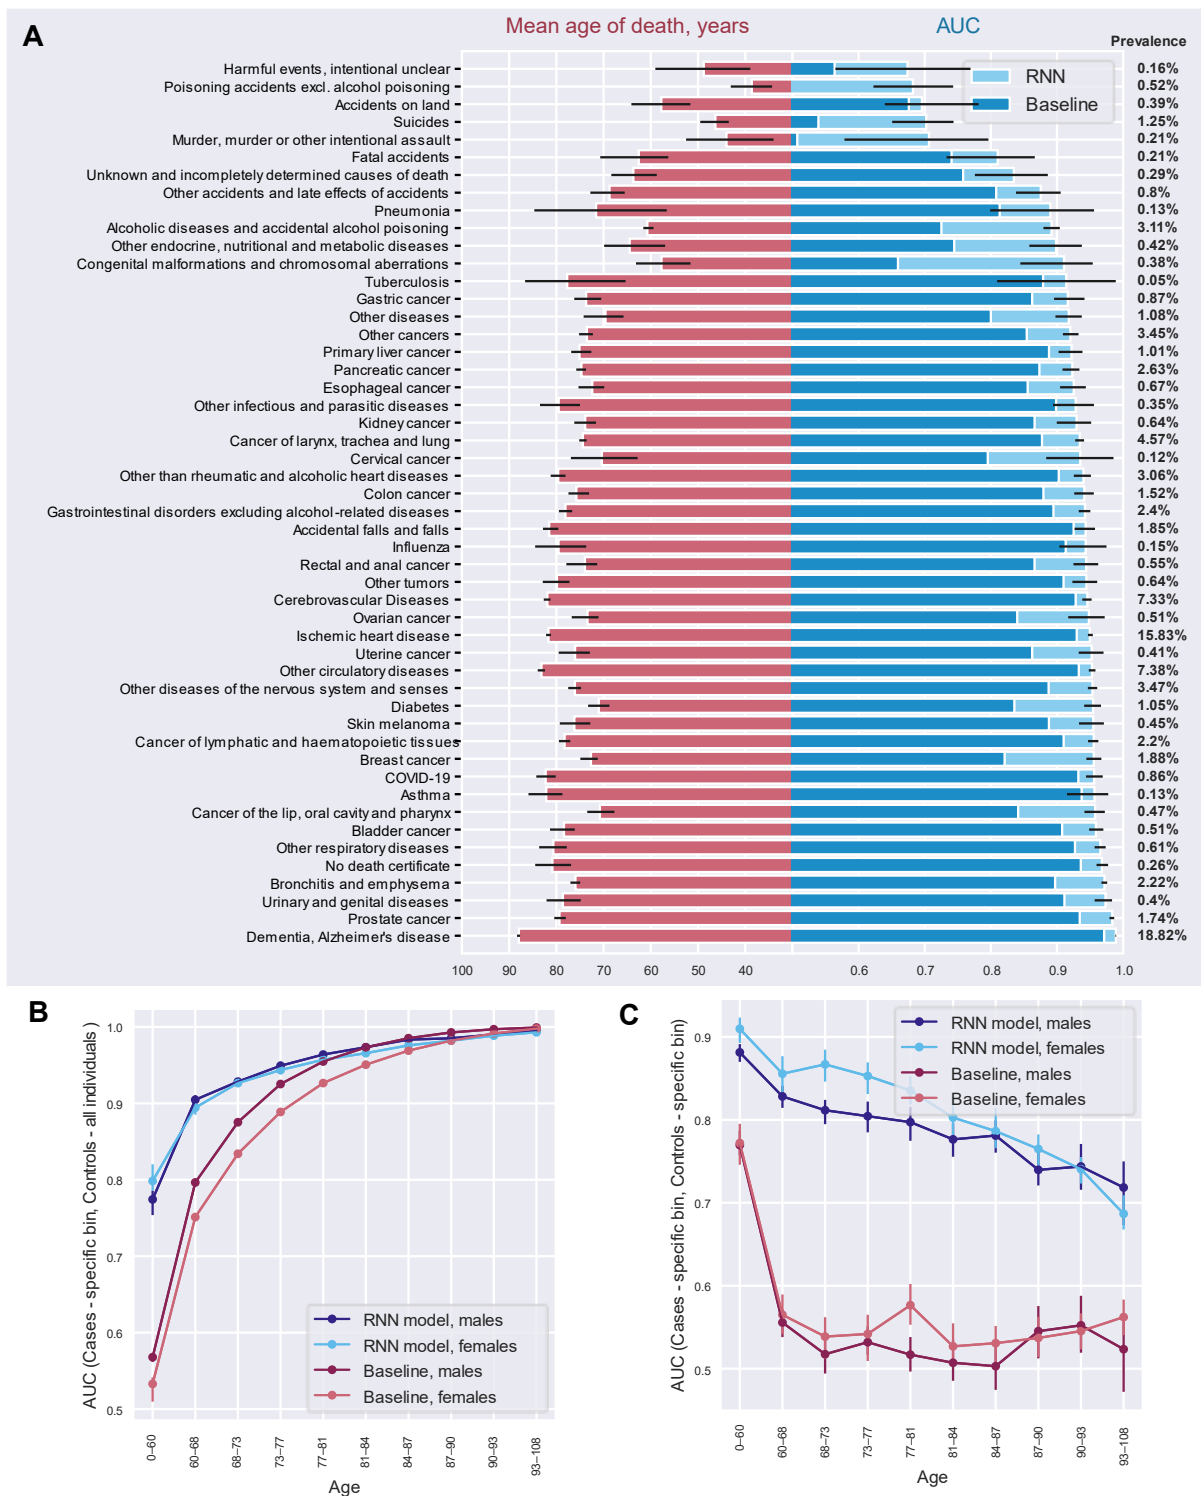 A
Mean age of death, years
AUC
Prevalence
RNN
Baseline
Harmful events, intentional unclear 0.16%
Poisoning accidents excl. alcohol poisoning 0.52%
Accidents on land 0.39%
Suicides 1.25%
Murder, murder or other intentional assault 0.21%
Fatal accidents 0.21%
Unknown and incompletely determined causes of death 0.29%
Other accidents and late effects of accidents 0.8%
Pneumonia 0.13%
Alcoholic diseases and accidental alcohol poisoning 3.11%
Other endocrine, nutritional and metabolic diseases 0.42%
Congenital malformations and chromosomal aberrations 0.38%
Tuberculosis 0.05%
Gastric cancer 0.87%
Other diseases 1.08%
Other cancers 3.45%
Primary liver cancer 1.01%
Pancreatic cancer 2.63%
Esophageal cancer 0.67%
Other infectious and parasitic diseases 0.35%
Kidney cancer 0.64%
Cancer of larynx, trachea and lung 4.57%
Cervical cancer 0.12%
Other than rheumatic and alcoholic heart diseases 3.06%
Colon cancer 1.52%
Gastrointestinal disorders excluding alcohol-related diseases 2.4%
Accidental falls and falls 1.85%
Influenza 0.15%
Rectal and anal cancer 0.55%
Other tumors 0.64%
Cerebrovascular Diseases 7.33%
Ovarian cancer 0.51%
Ischemic heart disease 15.83%
Uterine cancer 0.41%
Other circulatory diseases 7.38%
Other diseases of the nervous system and senses 3.47%
Diabetes 1.05%
Skin melanoma 0.45%
Cancer of lymphatic and haematopoietic tissues 2.2%
Breast cancer 1.88%
COVID-19 0.86%
Asthma 0.13%
Cancer of the lip, oral cavity and pharynx 0.47%
Bladder cancer 0.51%
Other respiratory diseases 0.61%
No death certificate 0.26%
Bronchitis and emphysema 2.22%
Urinary and genital diseases 0.4%
Prostate cancer 1.74%
Dementia, Alzheimer's disease 18.82%
100 90 80 70 60 50 40 0.6 0.7 0.8 0.9 1.0
B
AUC (Cases - specific bin, Controls - all individuals )
1.0
0.9
0.8
0.7
0.6
0.5
RNN model, males
RNN model, females
Baseline, males
Baseline, females
0–60 60–68 68–73 73–77 77–81 81–84 84–87 87–90 90–93 93–108
Age
C
AUC (Cases - specific bin, Controls - specific bin)
0.9
0.8
0.7
0.6
0.5
RNN model, males
RNN model, females
Baseline, males
Baseline, females
0–60 60–68 68–73 73–77 77–81 81–84 84–87 87–90 90–93 93–108
Age